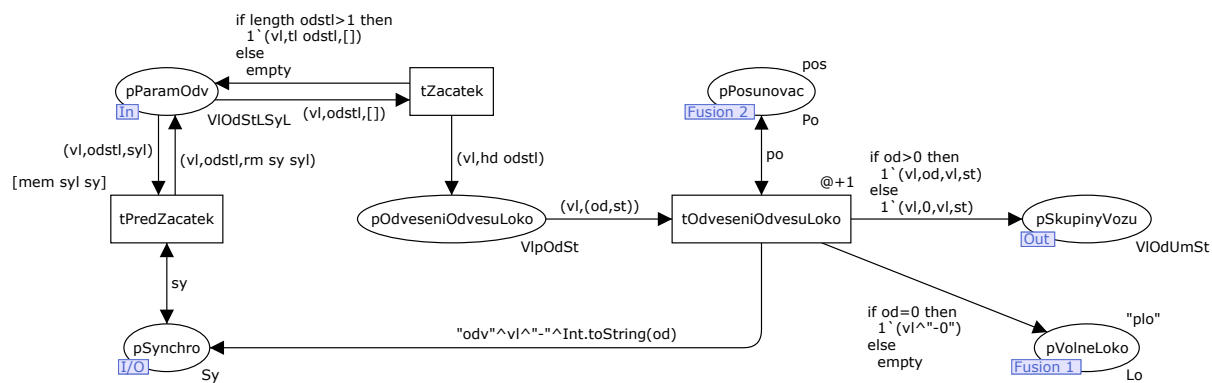 if length odstl>1 then
1`(vl,tl odstl,[])
else
empty
pParamOdv
In
VlOdStLSyL
(vl,odstl,[])
tZacatek
pos
pPosunovac
Fusion 2
Po
(vl,odstl,syl)
(vl,odstl,rm sy syl)
(vl,hd odstl)
po
[mem syl sy]
tPredZacatek
pOdveseniOdvesuLoko
VlpOdSt
(vl,(od,st))
@+1
tOdveseniOdvesuLoko
if od>0 then
1`(vl,od,vl,st)
else
1`(vl,0,vl,st)
pSkupinyVozu
Out
VlOdUmSt
sy
"odv"^vl^"-"^Int.toString(od)
pSynchro
I/O
Sy
if od=0 then
1`(vl^"-0")
else
empty
"plo"
pVolneLoko
Fusion 1
Lo